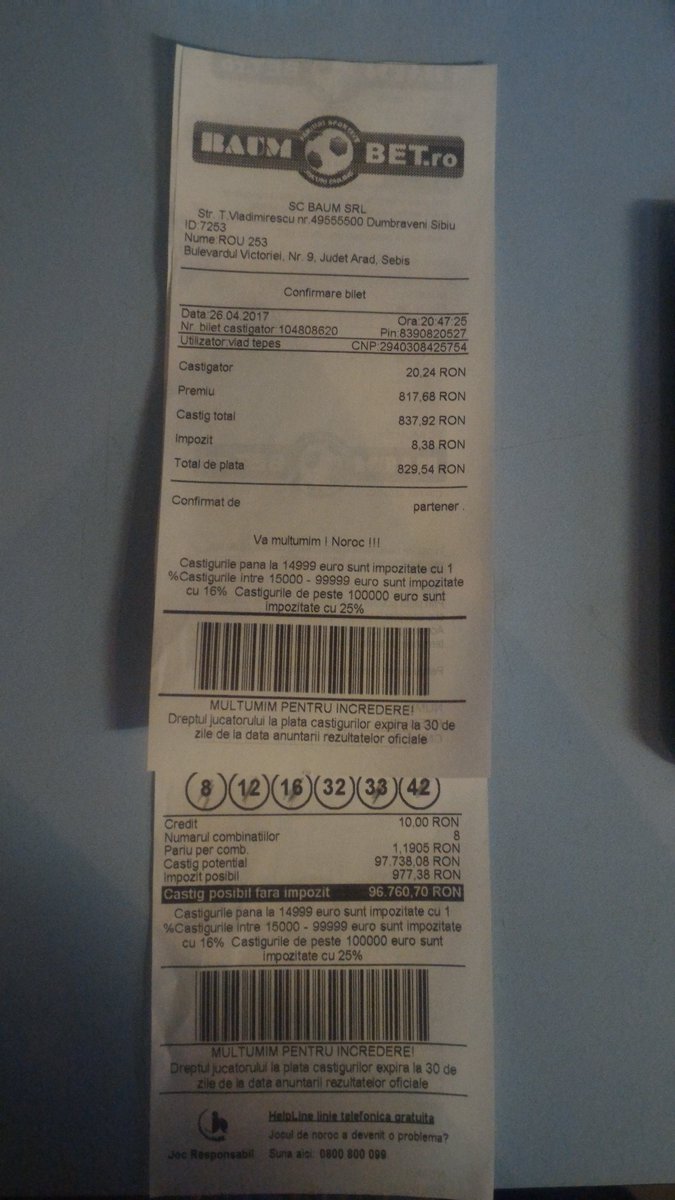 BAUM BET.ro
SC BAUM SRL
Str. T.Vladimirescu nr.49555500 Dumbraveni Sibiu
ID:7253
Nume ROU 253
Bulevardul Victoriei, Nr. 9, Judet Arad, Sebis
Confirmare bilet
Data:26.04.2017 Ora:20:47:25
Nr. bilet castigator:104808620 Pin:8390820527
Utilizator:vlad tepes CNP:2940308425754
Castigator 20,24 RON
Premiu 817,68 RON
Castig total 837,92 RON
Impozit 8,38 RON
Total de plata 829,54 RON
Confirmat de partener .
Va multumim ! Noroc !!!
Castigurile pana la 14999 euro sunt impozitate cu 1
%Castigurile intre 15000 - 99999 euro sunt impozitate
cu 16% Castigurile de peste 100000 euro sunt
impozitate cu 25%
MULTUMIM PENTRU INCREDERE!
Dreptul jucatorului la plata castigurilor expira la 30 de
zile de la data anuntarii rezultatelor oficiale
8 12 16 32 33 42
Credit 10,00 RON
Numarul combinatiilor 8
Pariu per comb. 1,1905 RON
Castig potential 97.738,08 RON
Impozit posibil 977,38 RON
Castig posibil fara impozit 96.760,70 RON
Castigurile pana la 14999 euro sunt impozitate cu 1
%Castigurile intre 15000 - 99999 euro sunt impozitate
cu 16% Castigurile de peste 100000 euro sunt
impozitate cu 25%
MULTUMIM PENTRU INCREDERE!
Dreptul jucatorului la plata castigurilor expira la 30 de
zile de la data anuntarii rezultatelor oficiale
HelpLine linie telefonica gratuita
Jocul de noroc a devenit o problema?
Joc Responsabil Suna aici: 0800 800 099